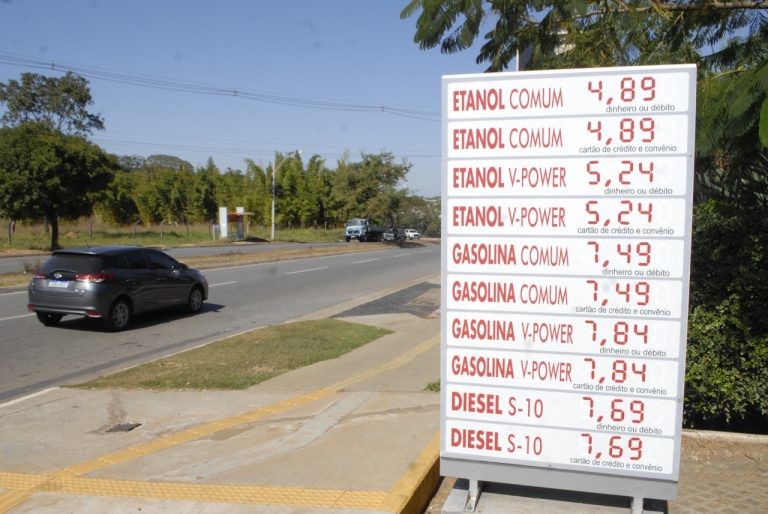 ETANOL COMUM 4,89
dinheiro ou débito
ETANOL COMUM 4,89
cartão de crédito e convênio
ETANOL V-POWER 5,24
dinheiro ou débito
ETANOL V-POWER 5,24
cartão de crédito e convênio
GASOLINA COMUM 7,49
dinheiro ou débito
GASOLINA COMUM 7,49
cartão de crédito e convênio
GASOLINA V-POWER 7,84
dinheiro ou débito
GASOLINA V-POWER 7,84
cartão de crédito e convênio
DIESEL S-10 7,69
dinheiro ou débito
DIESEL S-10 7,69
cartão de crédito e convênio